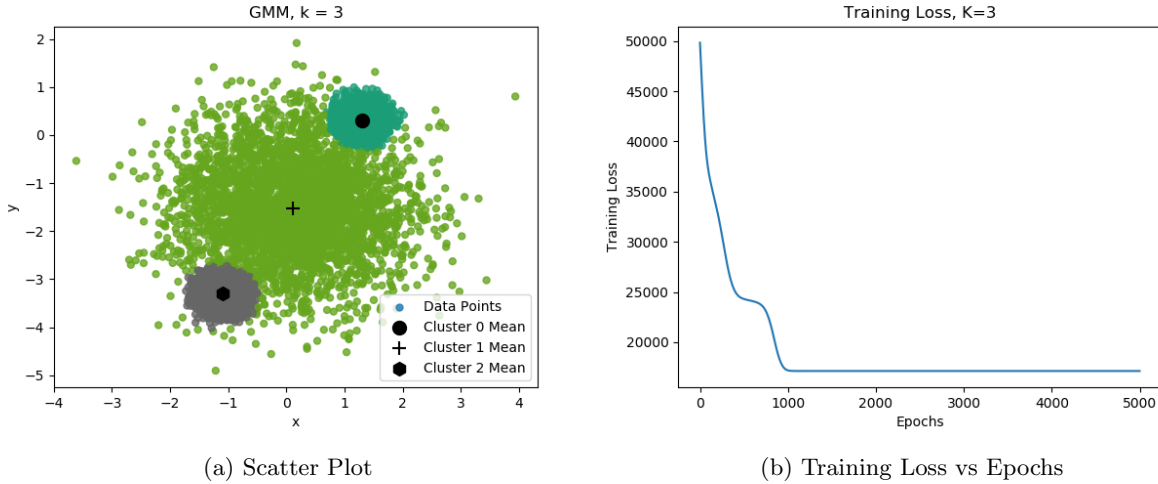 GMM, k = 3
2
1
0
−1
−2
−3
−4
−5
y
−4
−3
−2
−1
0
1
2
3
4
x
Data Points
Cluster 0 Mean
Cluster 1 Mean
Cluster 2 Mean
(a) Scatter Plot
Training Loss, K=3
50000
45000
40000
35000
30000
25000
20000
Training Loss
0
1000
2000
3000
4000
5000
Epochs
(b) Training Loss vs Epochs